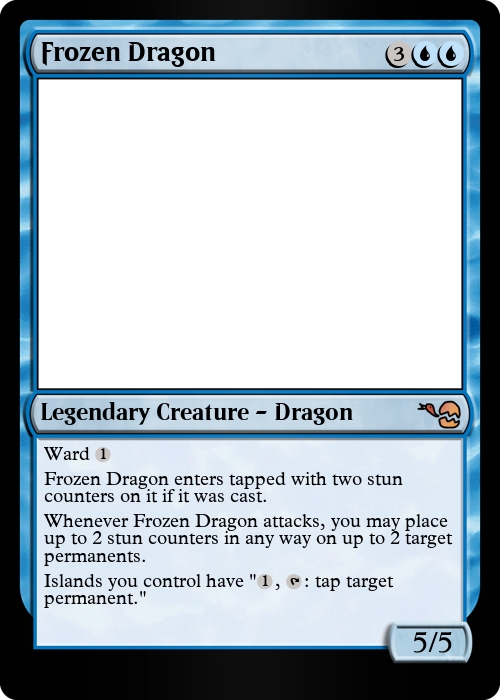 Frozen Dragon 3
Legendary Creature – Dragon
Ward 1
Frozen Dragon enters tapped with two stun
counters on it if it was cast.
Whenever Frozen Dragon attacks, you may place
up to 2 stun counters in any way on up to 2 target
permanents.
Islands you control have "1, : tap target
permanent."
5/5